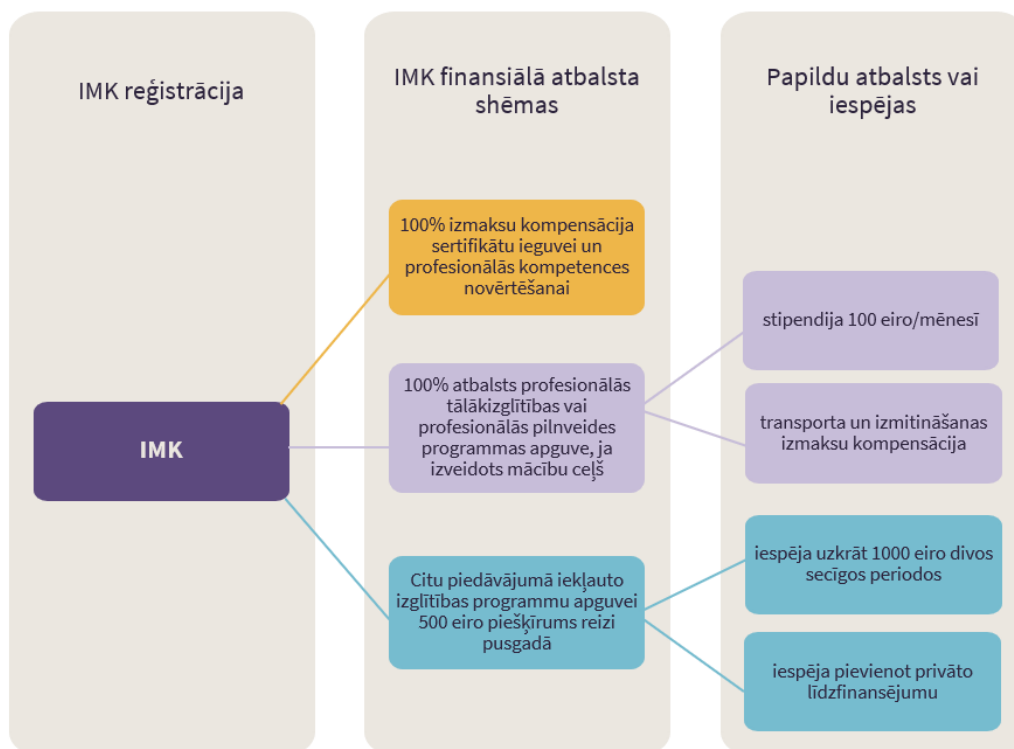 IMK reģistrācija
IMK finansiālā atbalsta
shēmas
Papildu atbalsts vai
iespējas
IMK
100% izmaksu kompensācija
sertifikātu ieguvei un
profesionālās kompetences
novērtēšanai
100% atbalsts profesionālās
tālākizglītības vai
profesionālās pilnveides
programmas apguve, ja
izveidots mācību ceļš
Citu piedāvājumā iekļauto
izglītības programmu apguvei
500 eiro piešķīrums reizi
pusgadā
stipendija 100 eiro/mēnesī
transporta un izmitināšanas
izmaksu kompensācija
iespēja uzkrāt 1000 eiro divos
secīgos periodos
iespēja pievienot privāto
līdzfinansējumu